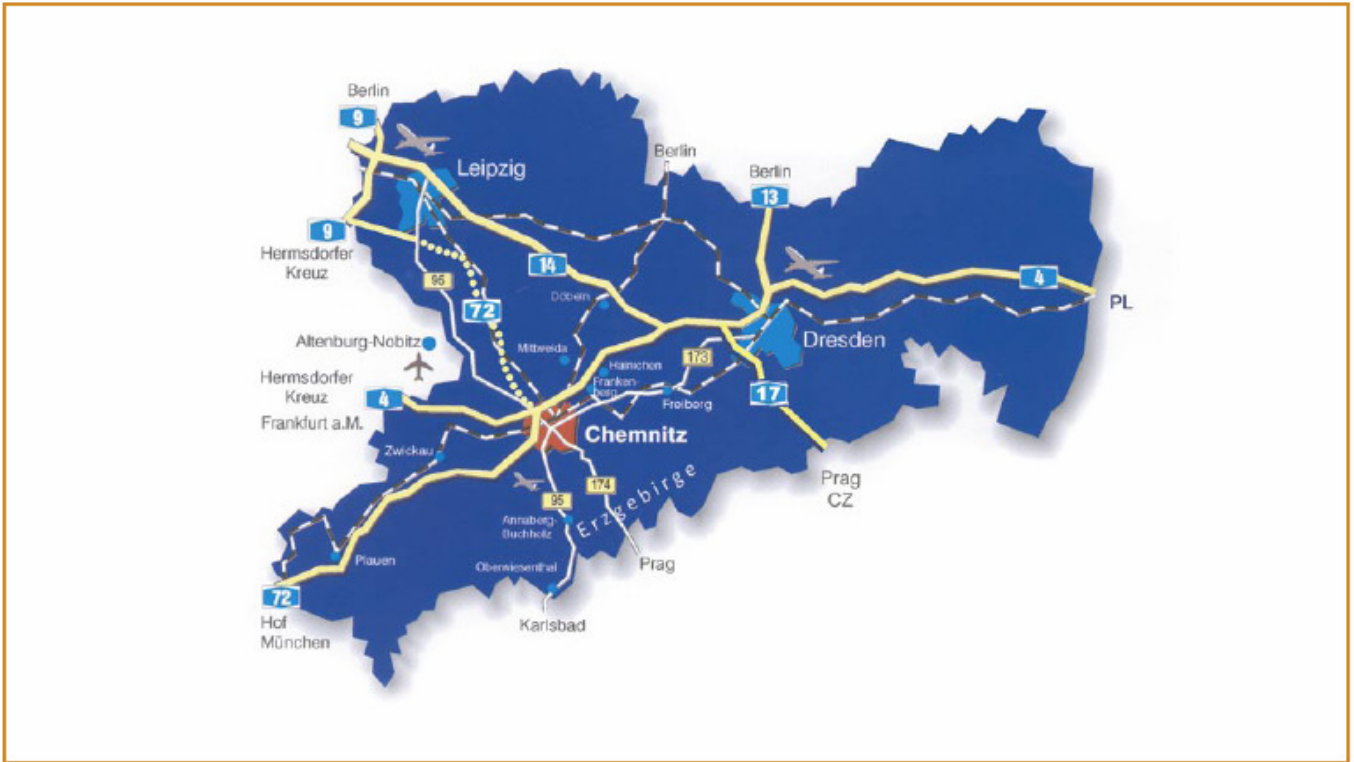 Berlin
9
Leipzig
Berlin
Berlin
13
9
Hermsdorfer
Kreuz
14
4
95
PL
Döbeln
72
Altenburg-Nobitz
Dresden
Mittweida
173
Hainichen
Hermsdorfer
Kreuz
Franken-
berg
4
17
Freiberg
Frankfurt a.M.
Chemnitz
Zwickau
Erzgebirge
Prag
CZ
174
95
Annaberg-
Buchholz
Plauen
Prag
Oberwiesenthal
72
Hof
München
Karlsbad